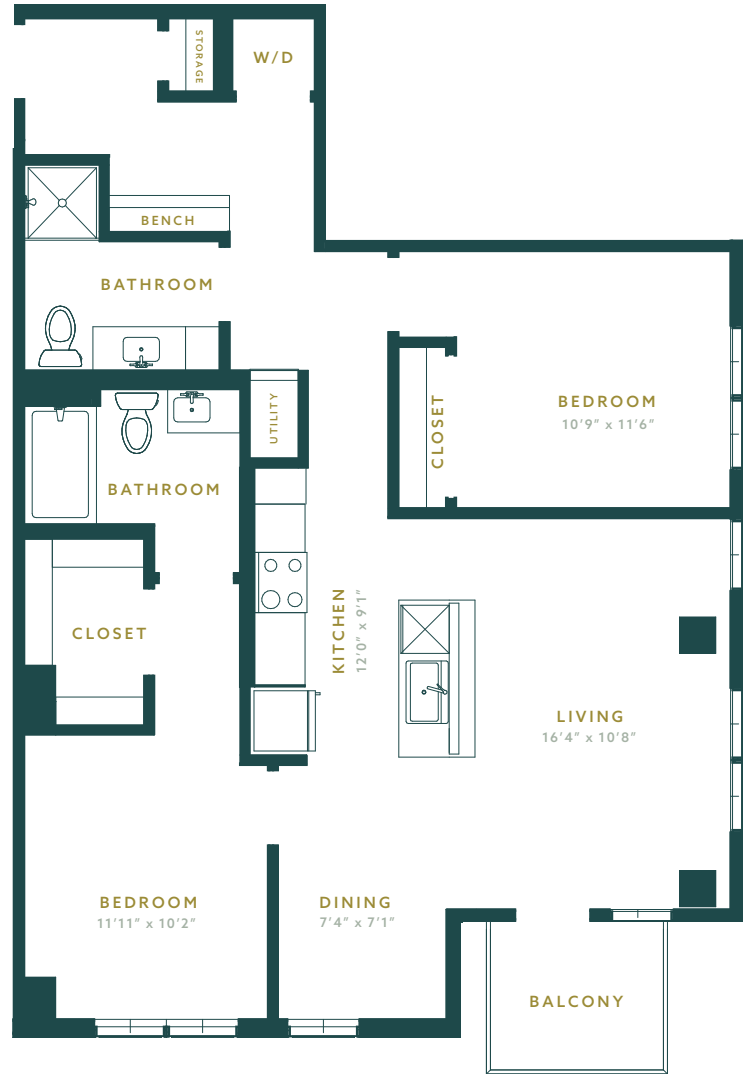 STORAGE
W/D
BENCH
BATHROOM
BEDROOM
10'9" x 11'6"
CLOSET
UTILITY
BATHROOM
KITCHEN
12'0" x 9'1"
CLOSET
LIVING
16'4" x 10'8"
BEDROOM
11'11" x 10'2"
DINING
7'4" x 7'1"
BALCONY